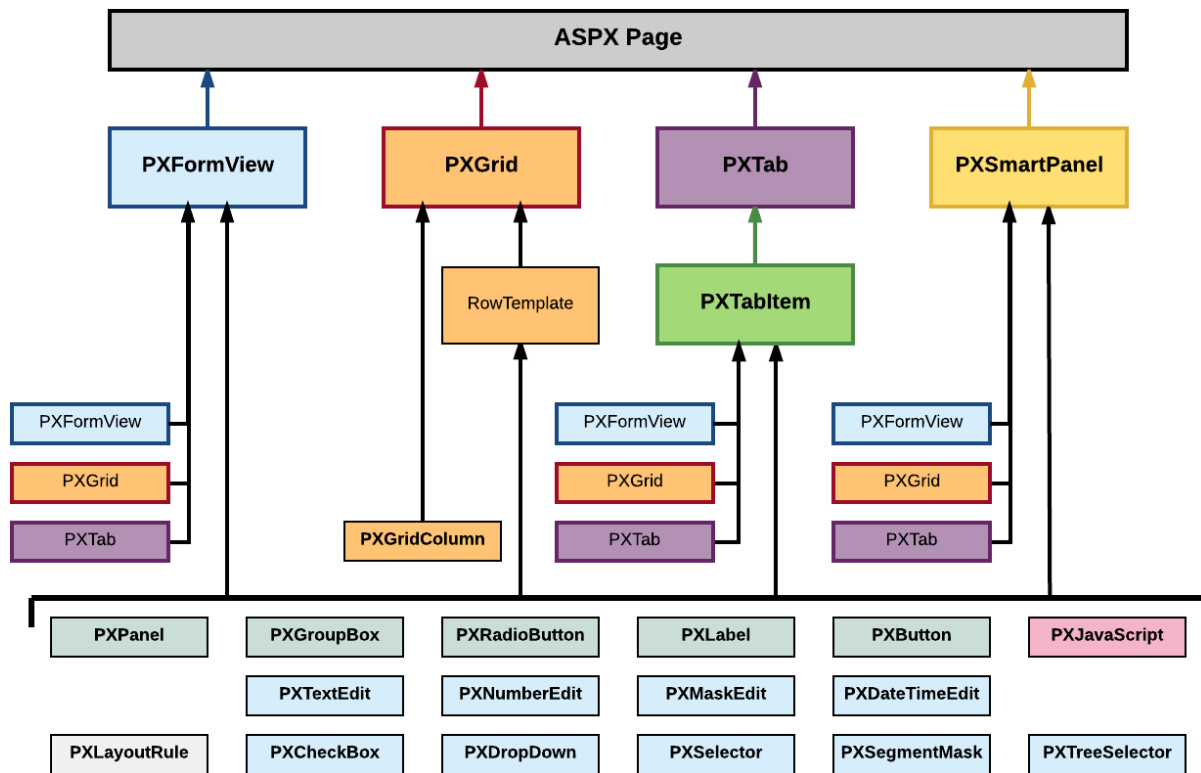 ASPX Page
PXFormView
PXGrid
PXTab
PXSmartPanel
RowTemplate
PXTabItem
PXFormView
PXFormView
PXFormView
PXGrid
PXGrid
PXGrid
PXTab
PXGridColumn
PXTab
PXTab
PXPanel
PXGroupBox
PXRadioButton
PXLabel
PXButton
PXJavaScript
PXTextEdit
PXNumberEdit
PXMaskEdit
PXDateTimeEdit
PXLayoutRule
PXCheckBox
PXDropDown
PXSelector
PXSegmentMask
PXTreeSelector